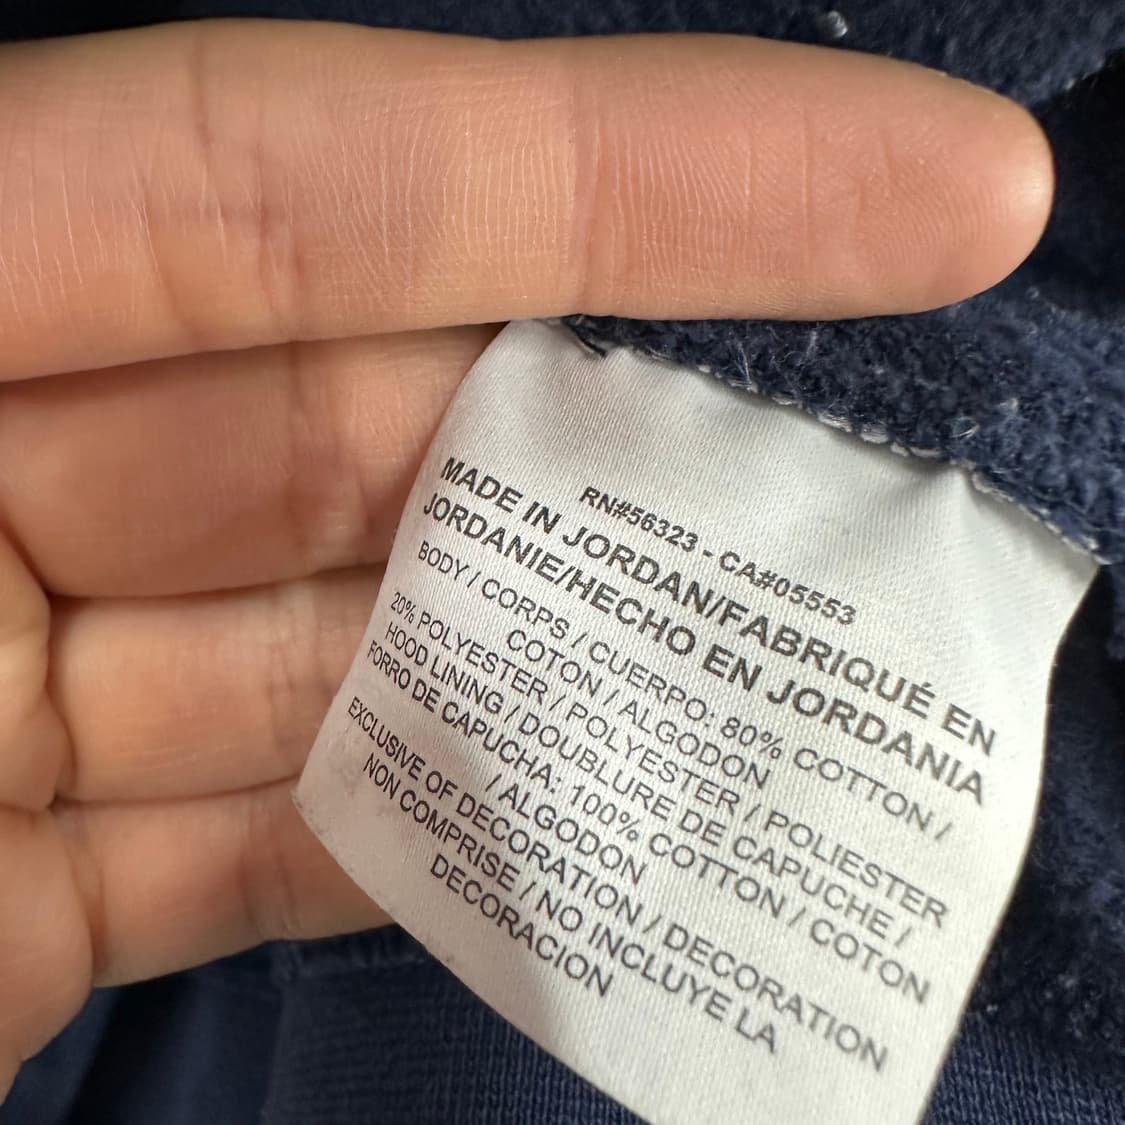 RN#56323 - CA#05553
MADE IN JORDAN/FABRIQUÉ EN
JORDANIE/HECHO EN JORDANIA
BODY / CORPS / CUERPO: 80% COTTON /
COTON / ALGODON
20% POLYESTER / POLYESTER / POLIESTER
HOOD LINING / DOUBLURE DE CAPUCHE /
FORRO DE CAPUCHA: 100% COTTON / COTON
/ ALGODON
EXCLUSIVE OF DECORATION / DECORATION
NON COMPRISE / NO INCLUYE LA
DECORACION